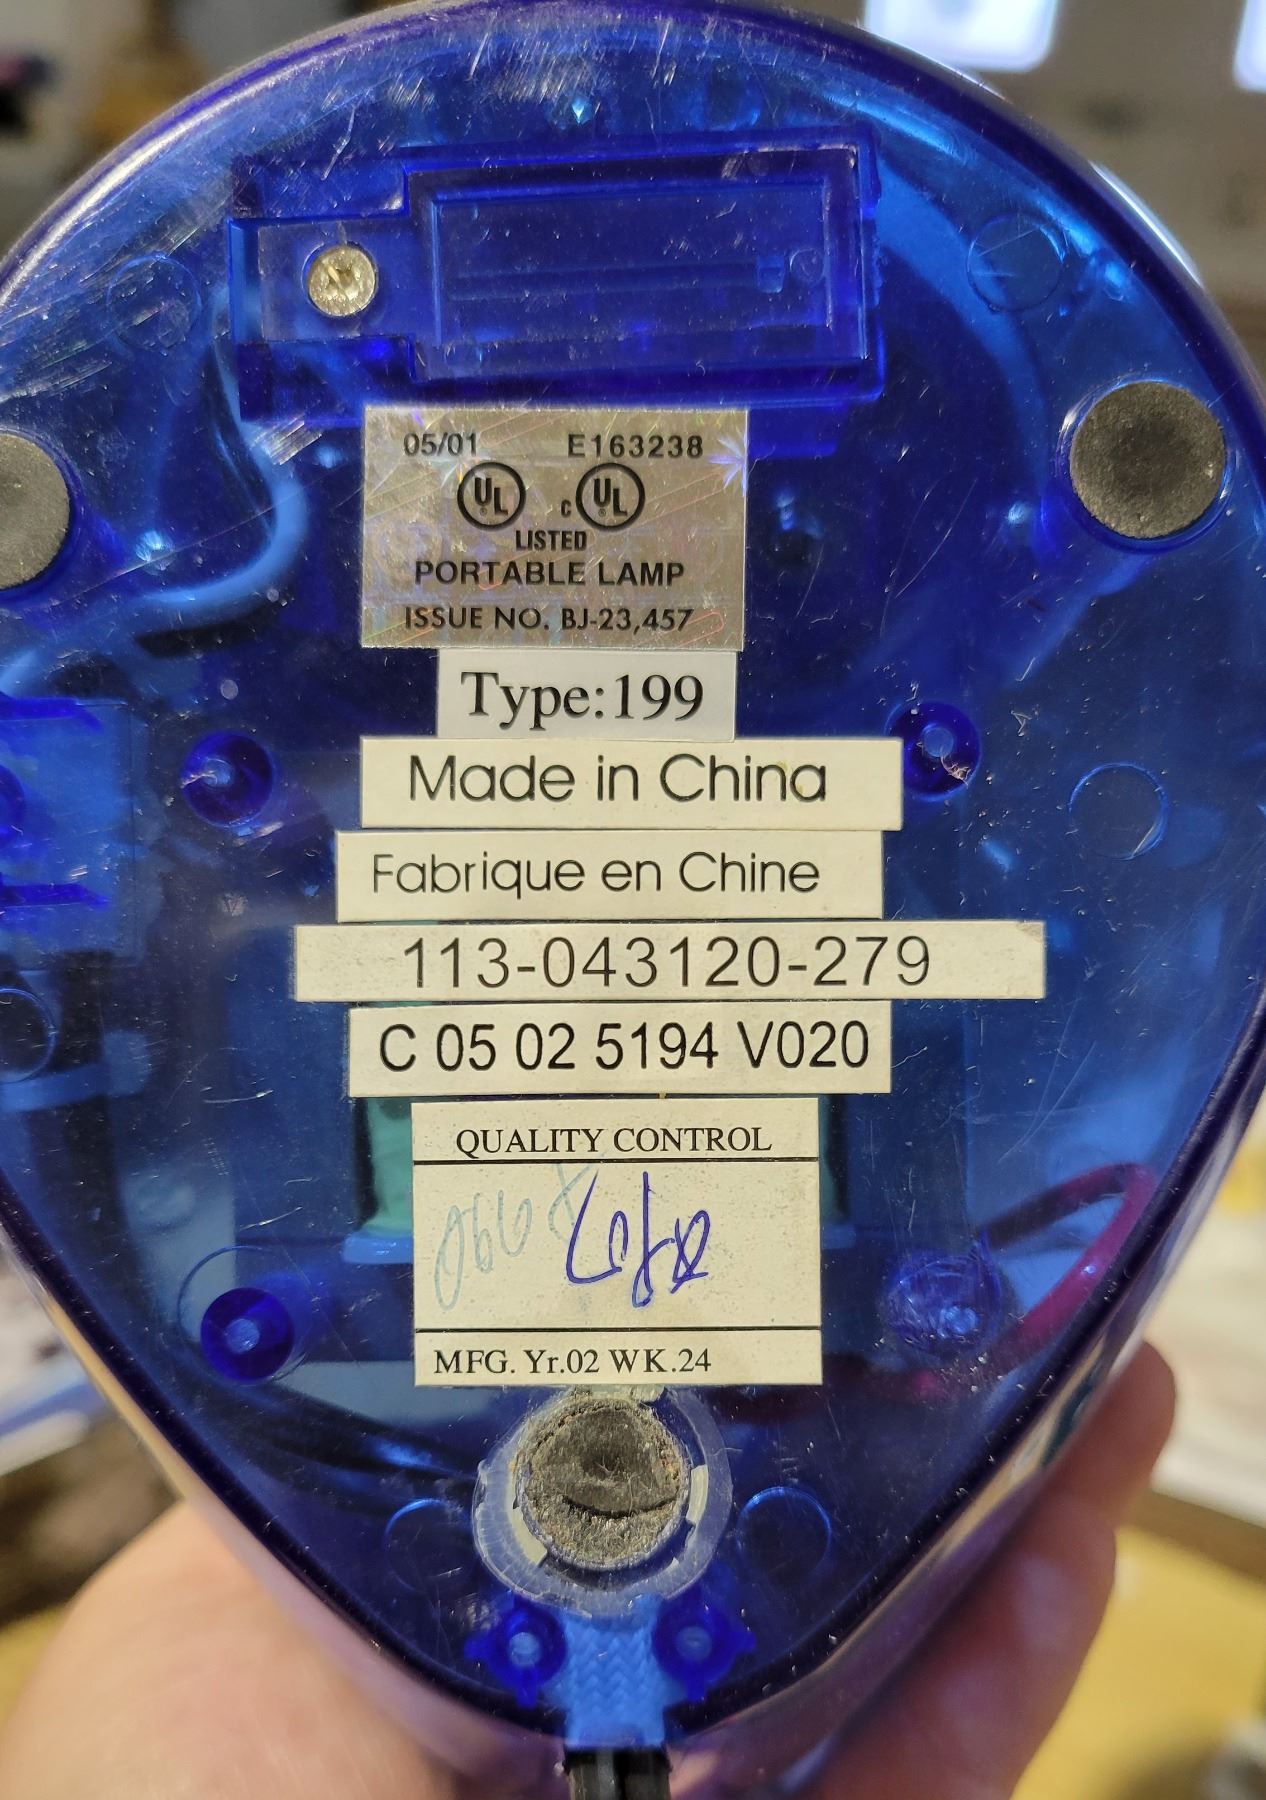 05/01 E163238
UL c UL
LISTED
PORTABLE LAMP
ISSUE NO. BJ-23,457
Type:199
Made in China
Fabrique en Chine
113-043120-279
C 05 02 5194 V020
QUALITY CONTROL
MFG. Yr.02 WK.24